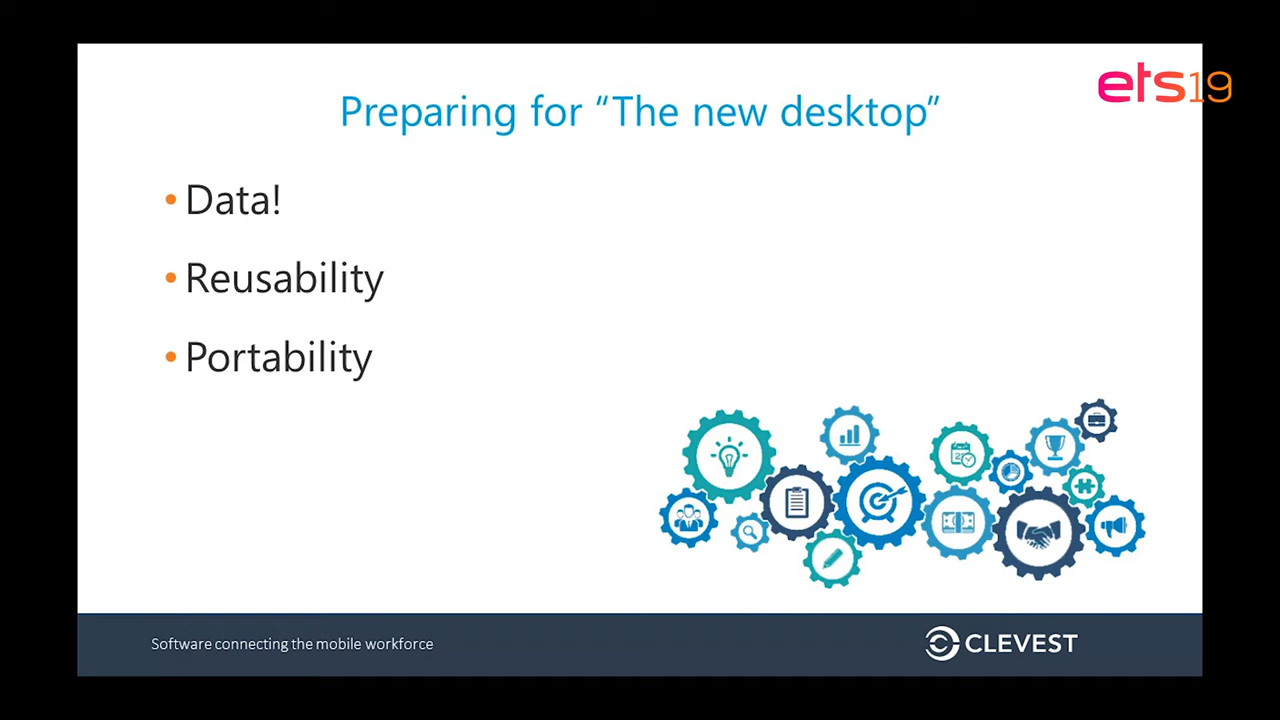 ets19
Preparing for “The new desktop”
• Data!
• Reusability
• Portability
Software connecting the mobile workforce
CLEVEST